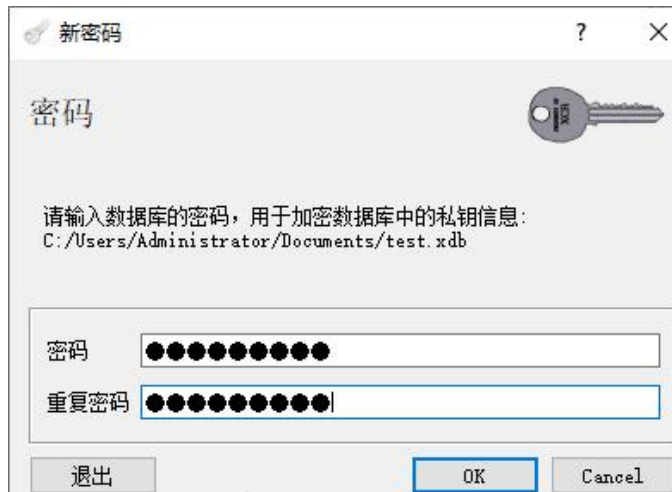 新密码
?
密码
请输入数据库的密码，用于加密数据库中的私钥信息:
C:/Users/Administrator/Documents/test.xdb
密码 ●●●●●●●●●
重复密码 ●●●●●●●●●
退出 OK Cancel